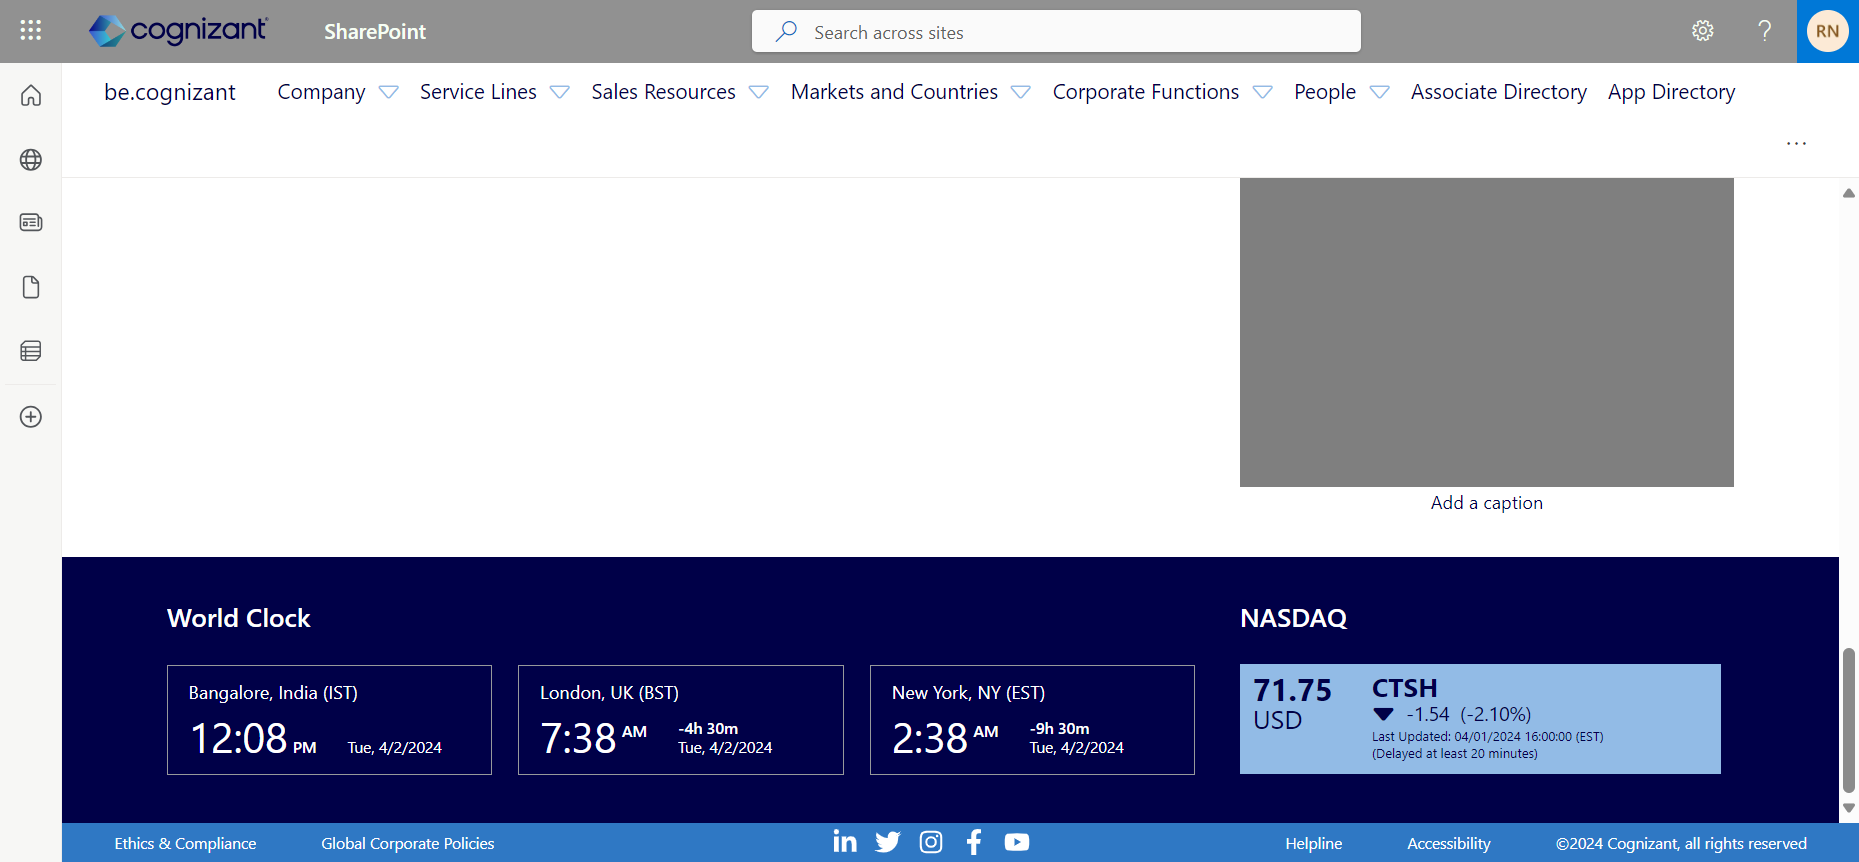 cognizant SharePoint Search across sites RN
be.cognizant Company Service Lines Sales Resources Markets and Countries Corporate Functions People Associate Directory App Directory
...
Add a caption
World Clock
Bangalore, India (IST)
12:08 PM Tue, 4/2/2024
London, UK (BST)
7:38 AM -4h 30m
Tue, 4/2/2024
New York, NY (EST)
2:38 AM -9h 30m
Tue, 4/2/2024
NASDAQ
71.75 USD
CTSH
-1.54 (-2.10%)
Last Updated: 04/01/2024 16:00:00 (EST)
(Delayed at least 20 minutes)
Ethics & Compliance Global Corporate Policies Helpline Accessibility ©2024 Cognizant, all rights reserved